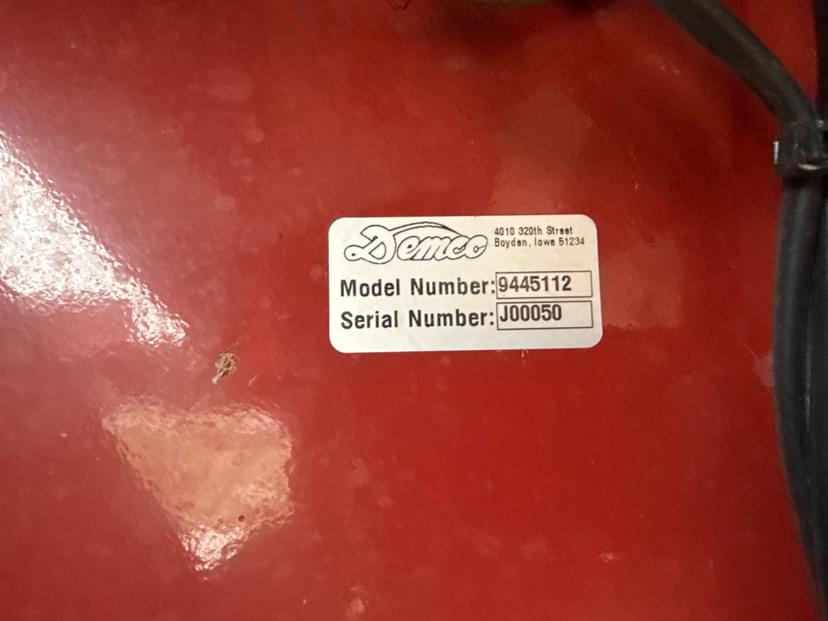 Demco
4010 320th Street
Boyden, Iowa 51234
Model Number: 9445112
Serial Number: J00050